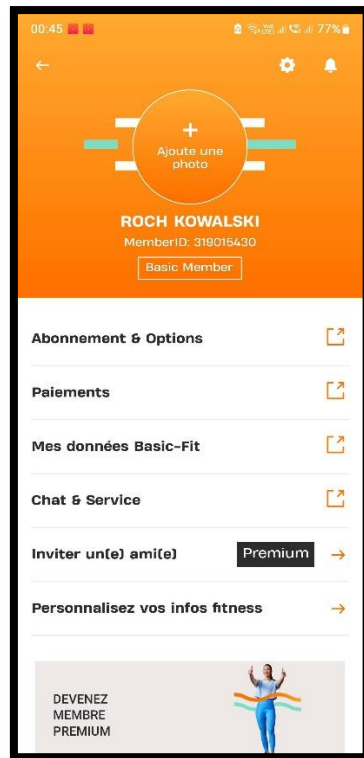 00:45 77%
Ajoute une
photo
ROCH KOWALSKI
MemberID: 319015430
Basic Member
Abonnement & Options
Paiements
Mes données Basic-Fit
Chat & Service
Inviter un(e) ami(e) Premium
Personnalisez vos infos fitness
DEVENEZ
MEMBRE
PREMIUM